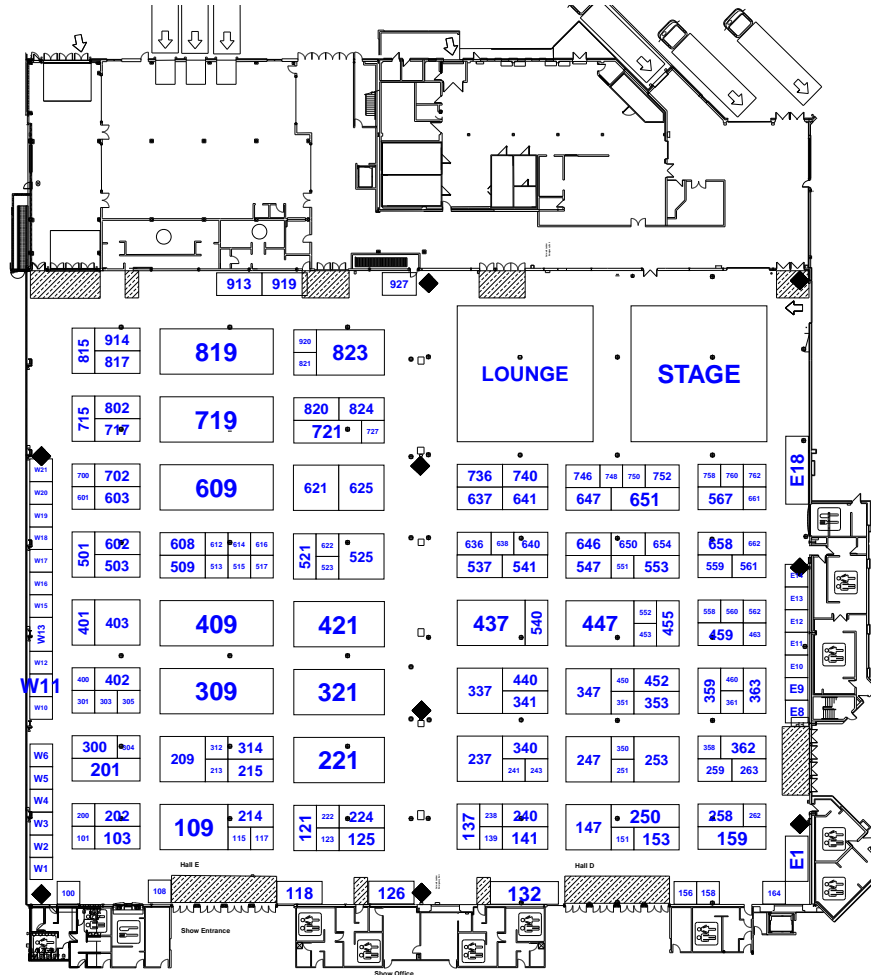 913 919 927
815 914 819 920 823
817 821
LOUNGE STAGE
715 802 719 820 824
717 721 727
W21 700 702 609 621 625 736 740 746 748 750 752 758 760 762 E18
W20 601 603 637 641 647 651 567 661
W19
W18 501 602 608 612 614 616 521 622 525 636 638 640 646 650 654 658 662
W17 503 509 513 515 517 523 537 541 547 551 553 559 561
W16 E13
W15 401 403 409 421 437 540 447 552 455 558 560 562 E12
W13 453 459 463 E11
W12 E10
W11 400 402 309 321 337 440 347 450 452 359 460 363 E9
W10 301 303 305 341 351 353 361 E8
W6 300 304 209 312 314 221 237 340 247 350 253 358 362
W5 201 213 215 241 243 251 259 263
W4
W3 200 202 109 214 121 222 224 137 238 240 147 250 258 262
W2 101 103 115 117 123 125 139 141 151 153 159 E1
W1
Hall E Hall D
100 108 118 126 132 156 158 164
Show Entrance
Show Office